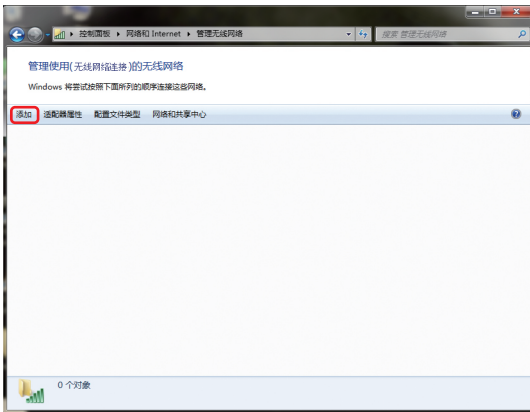 控制面板 ▸ 网络和 Internet ▸ 管理无线网络
搜索 管理无线网络
管理使用(无线网络连接)的无线网络
Windows 将尝试按照下面所列的顺序连接这些网络。
添加 适配器属性 配置文件类型 网络和共享中心
0 个对象